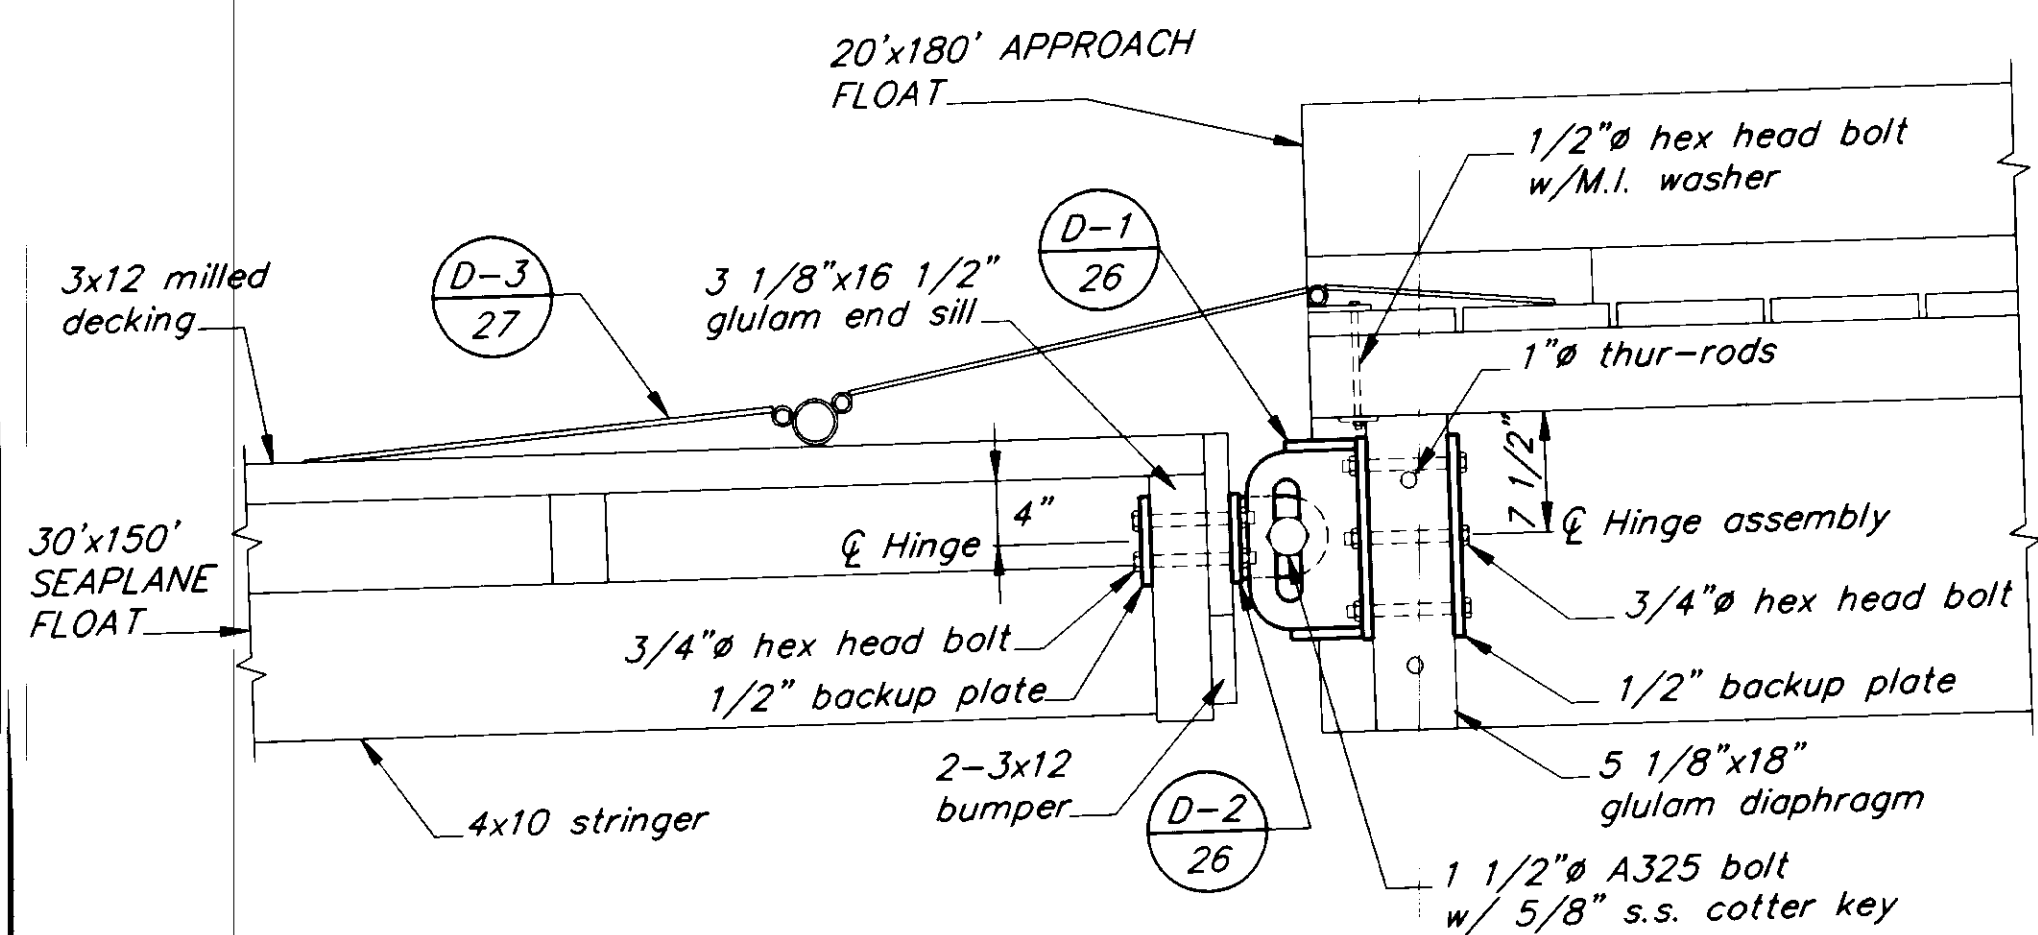 20'x180' APPROACH
FLOAT
1/2"ø hex head bolt
w/M.I. washer
D-1
26
3x12 milled
decking
D-3
27
3 1/8"x16 1/2"
glulam end sill
1"ø thur-rods
7 1/2"
4"
℄ Hinge
℄ Hinge assembly
30'x150'
SEAPLANE
FLOAT
3/4"ø hex head bolt
1/2" backup plate
3/4"ø hex head bolt
1/2" backup plate
2-3x12
bumper
D-2
26
5 1/8"x18"
glulam diaphragm
4x10 stringer
1 1/2"ø A325 bolt
w/ 5/8" s.s. cotter key